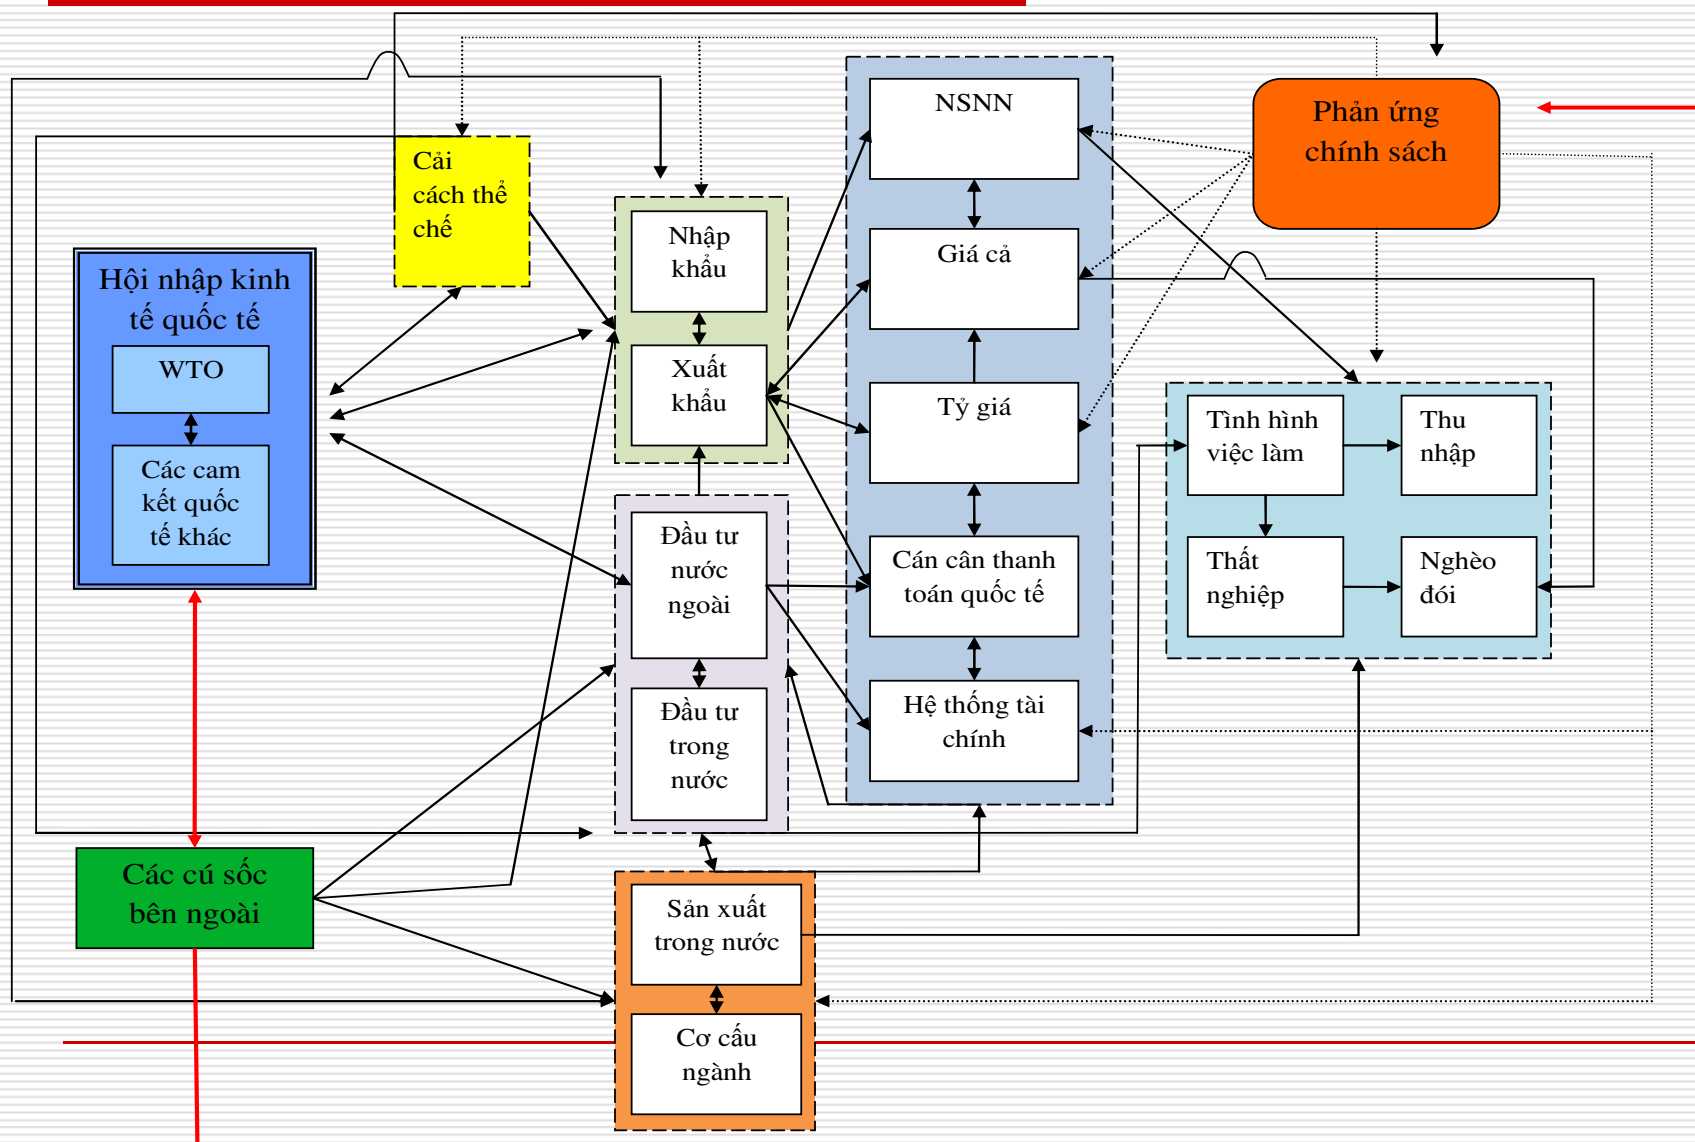 Hội nhập kinh
tế quốc tế
WTO
Các cam
kết quốc
tế khác
Các cú sốc
bên ngoài
Cải
cách thể
chế
Nhập
khẩu
Xuất
khẩu
Đầu tư
nước
ngoài
Đầu tư
trong
nước
Sản xuất
trong nước
Cơ cấu
ngành
NSNN
Giá cả
Tỷ giá
Cán cân thanh
toán quốc tế
Hệ thống tài
chính
Phản ứng
chính sách
Tình hình
việc làm
Thu
nhập
Thất
nghiệp
Nghèo
đói